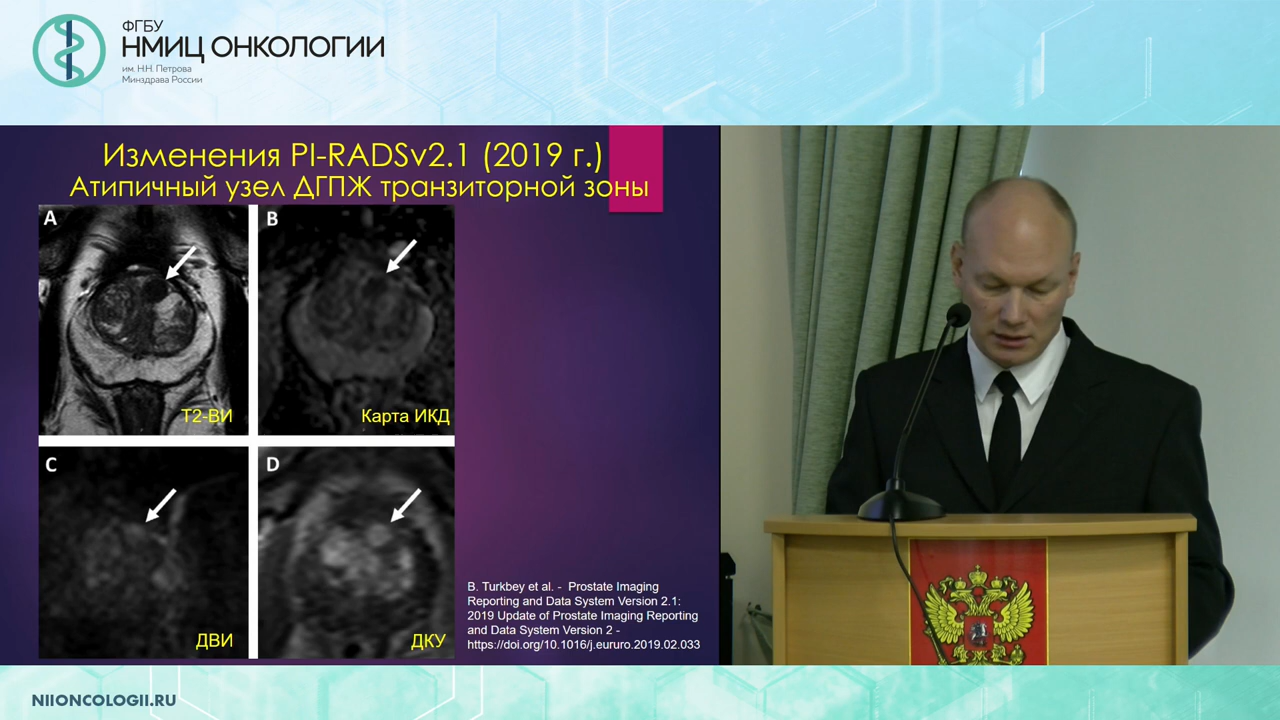 ФГБУ
НМИЦ ОНКОЛОГИИ
им. Н.Н. Петрова
Минздрава России
Изменения PI-RADSv2.1 (2019 г.)
Атипичный узел ДГПЖ транзиторной зоны
A
B
Т2-ВИ
Карта ИКД
C
D
ДВИ
ДКУ
B. Turkbey et al. - Prostate Imaging
Reporting and Data System Version 2.1:
2019 Update of Prostate Imaging Reporting
and Data System Version 2 -
https://doi.org/10.1016/j.eururo.2019.02.033
NIIONCOLOGII.RU